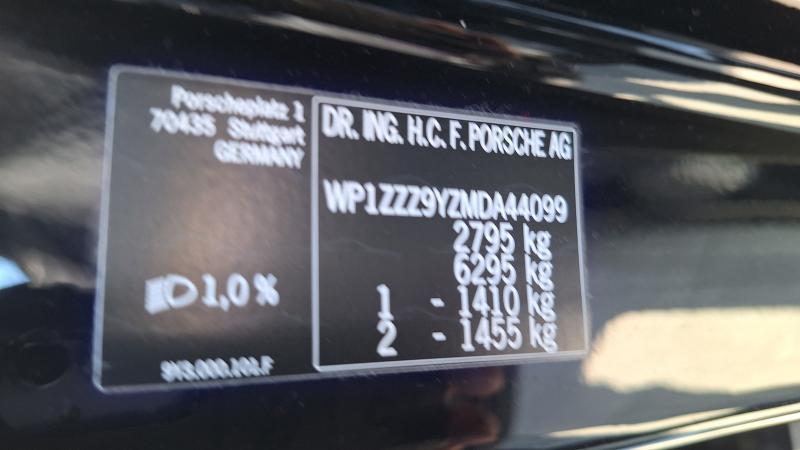 Porscheplatz 1
70435 Stuttgart
GERMANY
DR. ING. H.C. F. PORSCHE AG
WP1ZZZ9YZMDA44099
2795 kg
6295 kg
1 - 1410 kg
2 - 1455 kg
1,0 %
9Y3.000.101.F